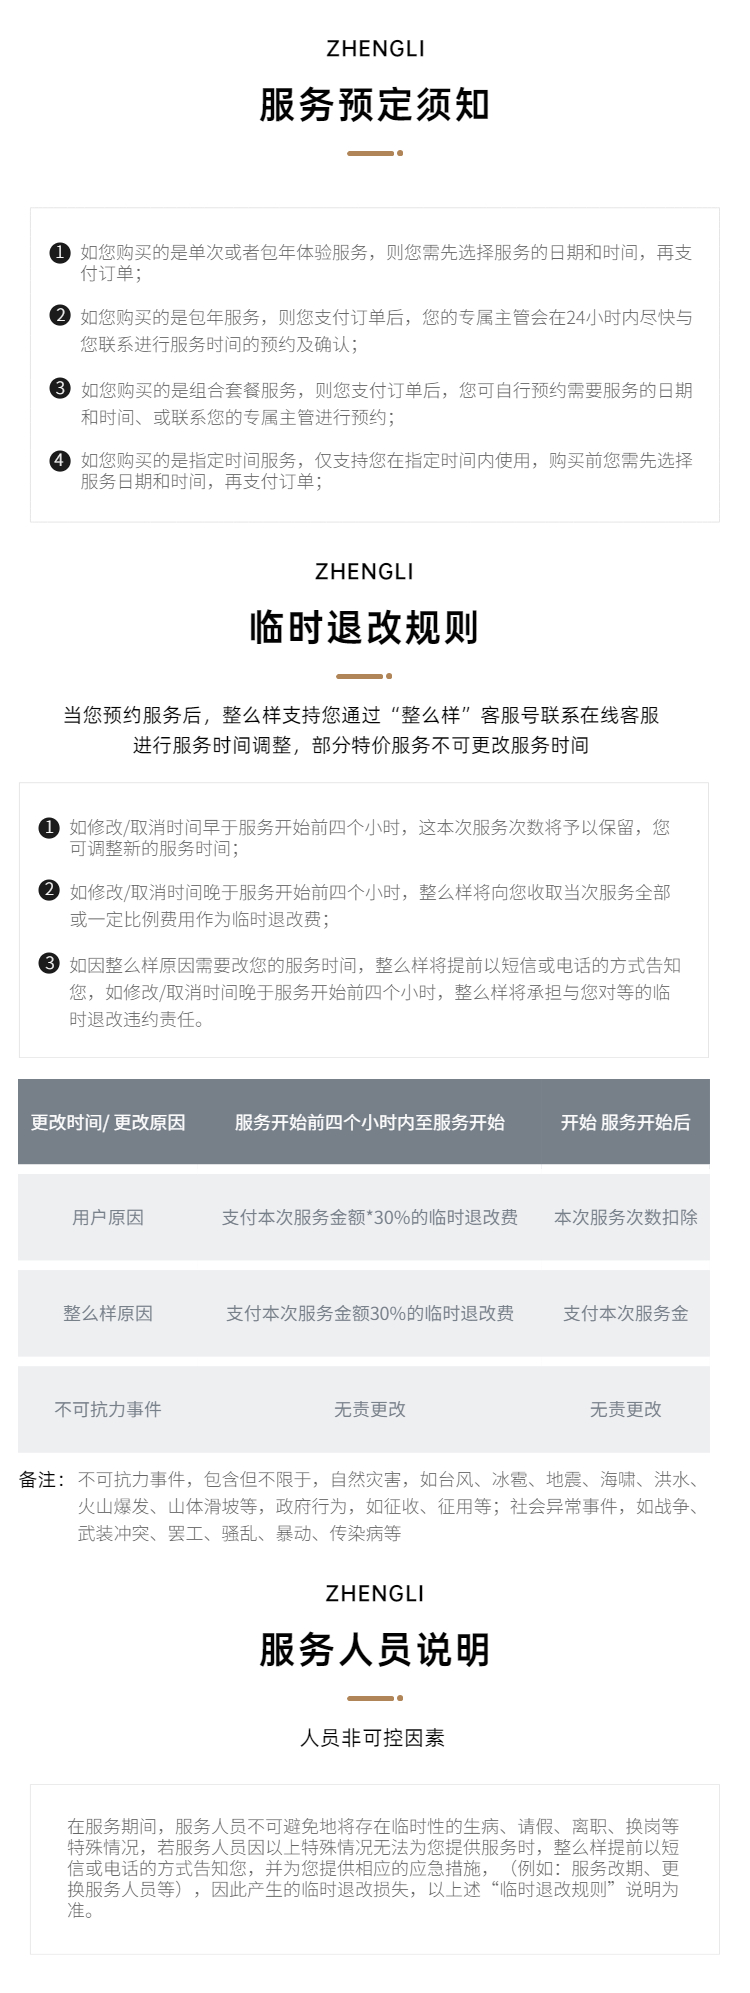 ZHENGLI
服务预定须知
1 如您购买的是单次或者包年体验服务，则您需先选择服务的日期和时间，再支
付订单；
2 如您购买的是包年服务，则您支付订单后，您的专属主管会在24小时内尽快与
您联系进行服务时间的预约及确认；
3 如您购买的是组合套餐服务，则您支付订单后，您可自行预约需要服务的日期
和时间、或联系您的专属主管进行预约；
4 如您购买的是指定时间服务，仅支持您在指定时间内使用，购买前您需先选择
服务日期和时间，再支付订单；
ZHENGLI
临时退改规则
当您预约服务后，整么样支持您通过“整么样”客服号联系在线客服
进行服务时间调整，部分特价服务不可更改服务时间
1 如修改/取消时间早于服务开始前四个小时，这本次服务次数将予以保留，您
可调整新的服务时间；
2 如修改/取消时间晚于服务开始前四个小时，整么样将向您收取当次服务全部
或一定比例费用作为临时退改费；
3 如因整么样原因需要改您的服务时间，整么样将提前以短信或电话的方式告知
您，如修改/取消时间晚于服务开始前四个小时，整么样将承担与您对等的临
时退改违约责任。
更改时间/ 更改原因 服务开始前四个小时内至服务开始 开始 服务开始后
用户原因 支付本次服务金额*30%的临时退改费 本次服务次数扣除
整么样原因 支付本次服务金额30%的临时退改费 支付本次服务金
不可抗力事件 无责更改 无责更改
备注： 不可抗力事件，包含但不限于，自然灾害，如台风、冰雹、地震、海啸、洪水、
火山爆发、山体滑坡等，政府行为，如征收、征用等；社会异常事件，如战争、
武装冲突、罢工、骚乱、暴动、传染病等
ZHENGLI
服务人员说明
人员非可控因素
在服务期间，服务人员不可避免地将存在临时性的生病、请假、离职、换岗等
特殊情况，若服务人员因以上特殊情况无法为您提供服务时，整么样提前以短
信或电话的方式告知您，并为您提供相应的应急措施，（例如：服务改期、更
换服务人员等），因此产生的临时退改损失，以上述“临时退改规则”说明为
准。